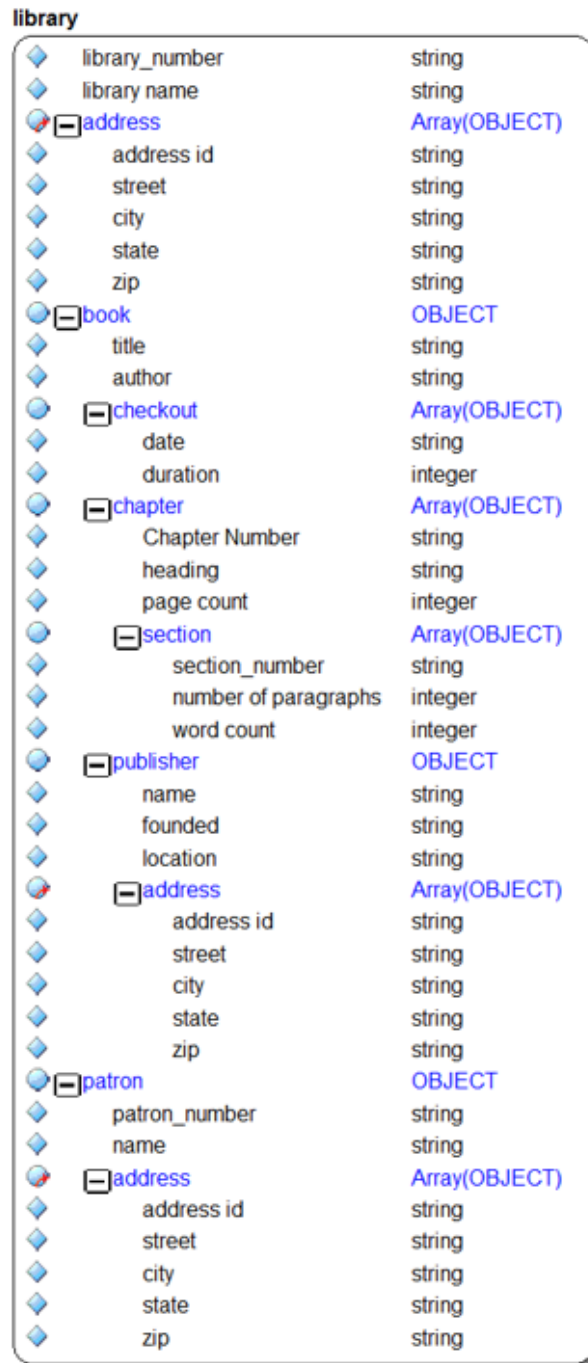 library
library_number string
library name string
address Array(OBJECT)
address id string
street string
city string
state string
zip string
book OBJECT
title string
author string
checkout Array(OBJECT)
date string
duration integer
chapter Array(OBJECT)
Chapter Number string
heading string
page count integer
section Array(OBJECT)
section_number string
number of paragraphs integer
word count integer
publisher OBJECT
name string
founded string
location string
address Array(OBJECT)
address id string
street string
city string
state string
zip string
patron OBJECT
patron_number string
name string
address Array(OBJECT)
address id string
street string
city string
state string
zip string